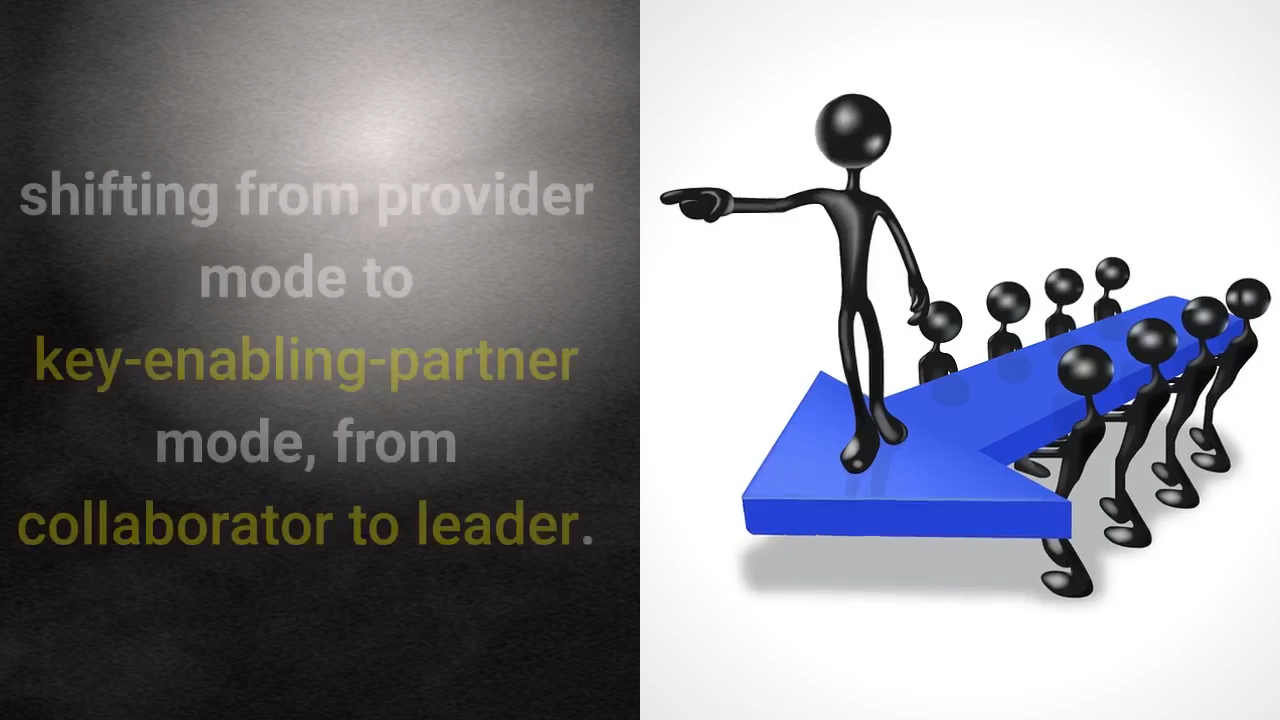 shifting from provider
mode to
key-enabling-partner
mode, from
collaborator to leader.